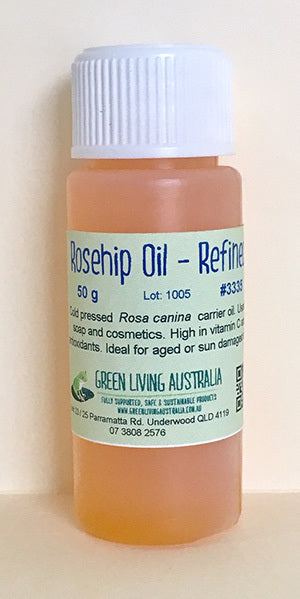 Rosehip Oil - Refine
50 g
Lot: 1005
#3338
Cold pressed Rosa canina carrier oil.
soap and cosmetics. High in vitamin C
Ideal for aged or sun damage
GREEN LIVING AUSTRALIA
FULLY SUPPORTED, SAFE & SUSTAINABLE PRODUCTS
WWW.GREENLIVINGAUSTRALIA.COM.AU
25 Parramatta Rd. Underwood QLD 4119
07 3808 2576